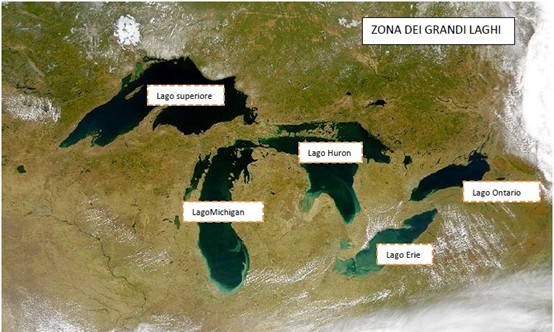 ZONA DEI GRANDI LAGHI
Lago superiore
Lago Huron
Lago Ontario
LagoMichigan
Lago Erie